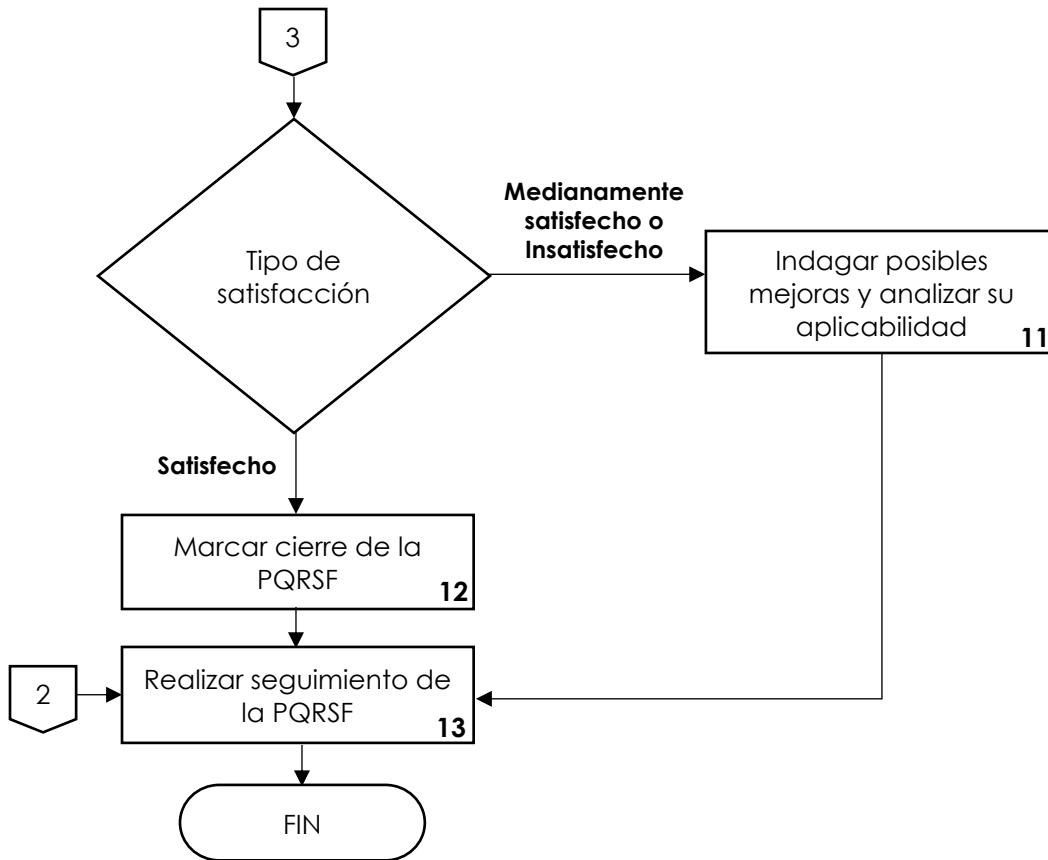 3
Tipo de
satisfacción
Medianamente
satisfecho o
Insatisfecho
Indagar posibles
mejoras y analizar su
aplicabilidad
11
Satisfecho
Marcar cierre de la
PQRSF
12
2
Realizar seguimiento de
la PQRSF
13
FIN